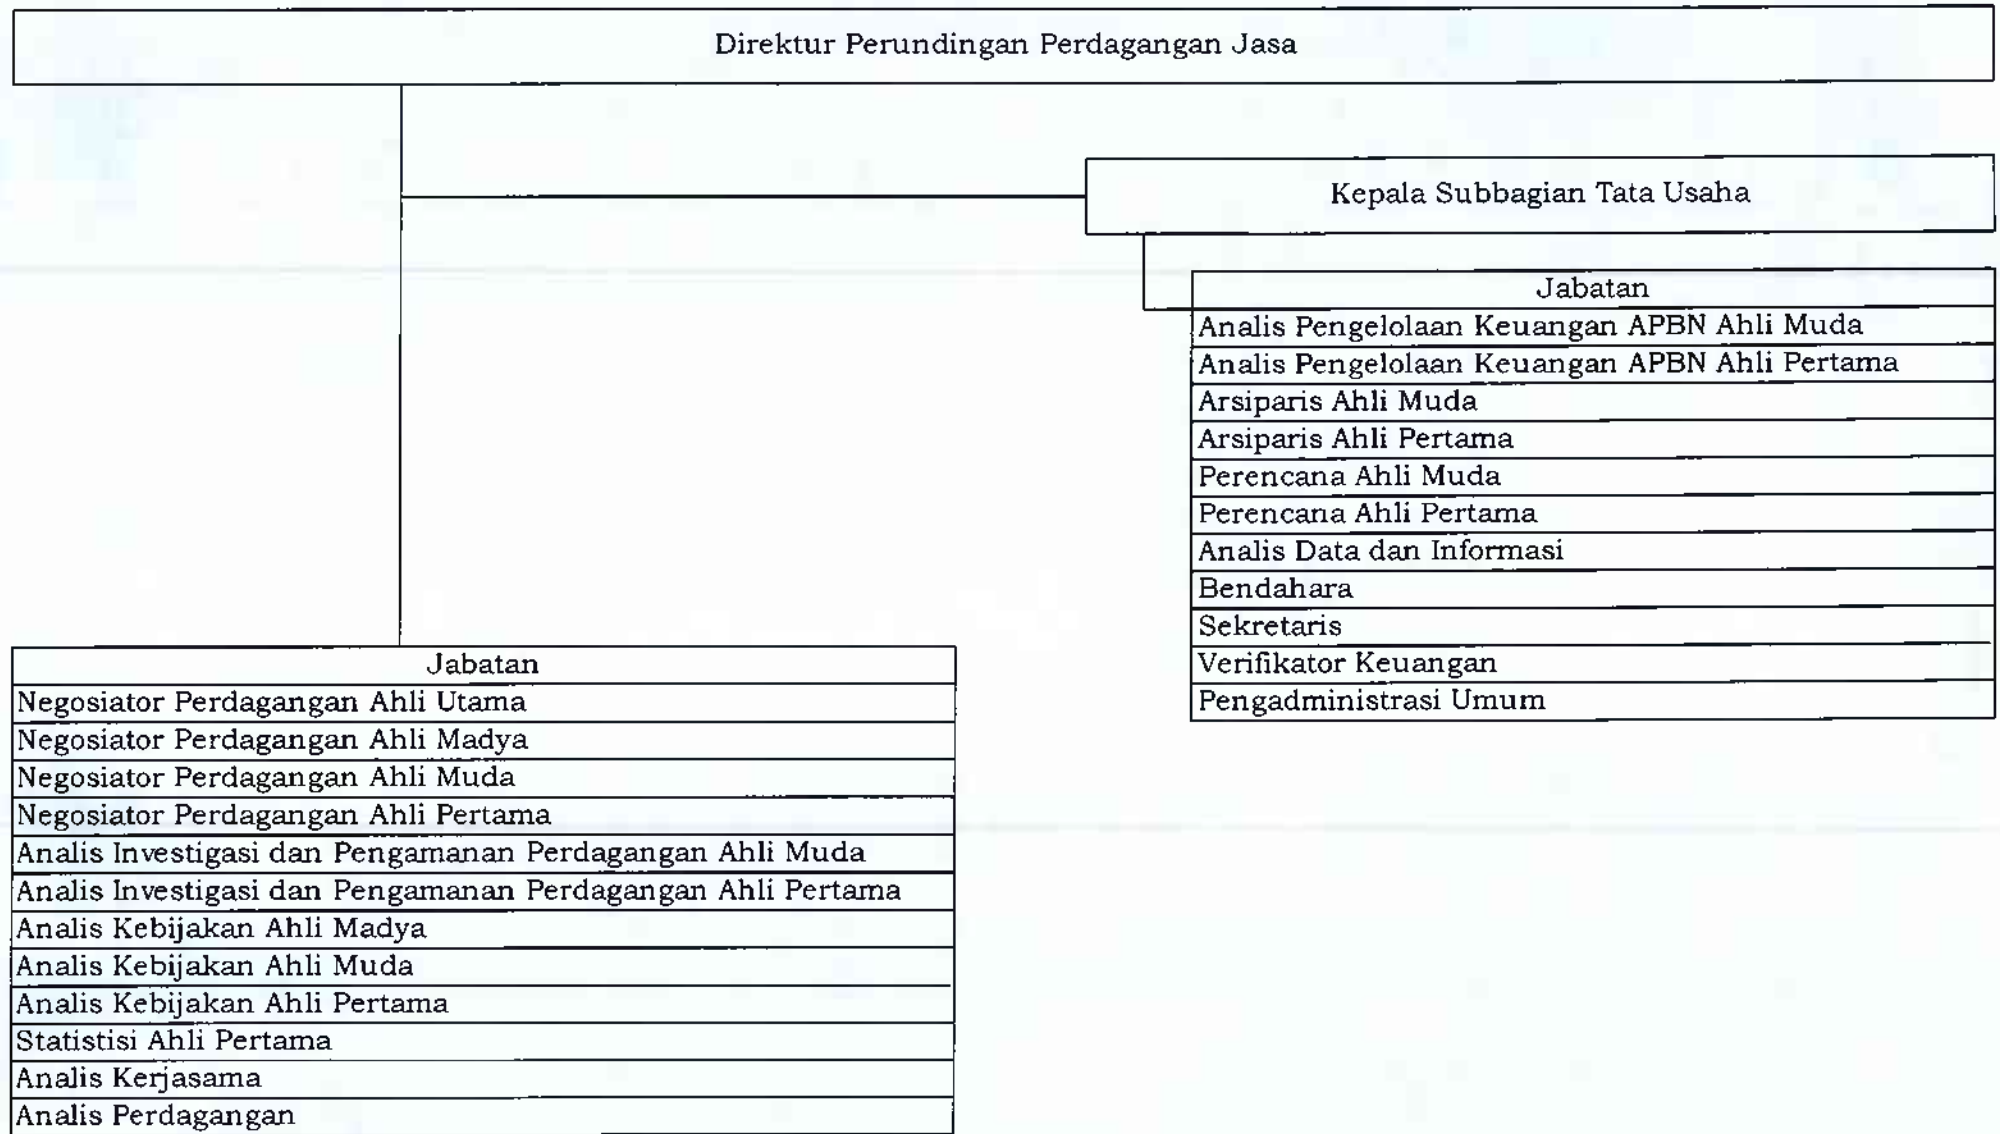 Direktur Perundingan Perdagangan Jasa
Kepala Subbagian Tata Usaha
Jabatan
Analis Pengelolaan Keuangan APBN Ahli Muda
Analis Pengelolaan Keuangan APBN Ahli Pertama
Arsiparis Ahli Muda
Arsiparis Ahli Pertama
Perencana Ahli Muda
Perencana Ahli Pertama
Analis Data dan Informasi
Bendahara
Sekretaris
Verifikator Keuangan
Pengadministrasi Umum
Jabatan
Negosiator Perdagangan Ahli Utama
Negosiator Perdagangan Ahli Madya
Negosiator Perdagangan Ahli Muda
Negosiator Perdagangan Ahli Pertama
Analis Investigasi dan Pengamanan Perdagangan Ahli Muda
Analis Investigasi dan Pengamanan Perdagangan Ahli Pertama
Analis Kebijakan Ahli Madya
Analis Kebijakan Ahli Muda
Analis Kebijakan Ahli Pertama
Statistisi Ahli Pertama
Analis Kerjasama
Analis Perdagangan